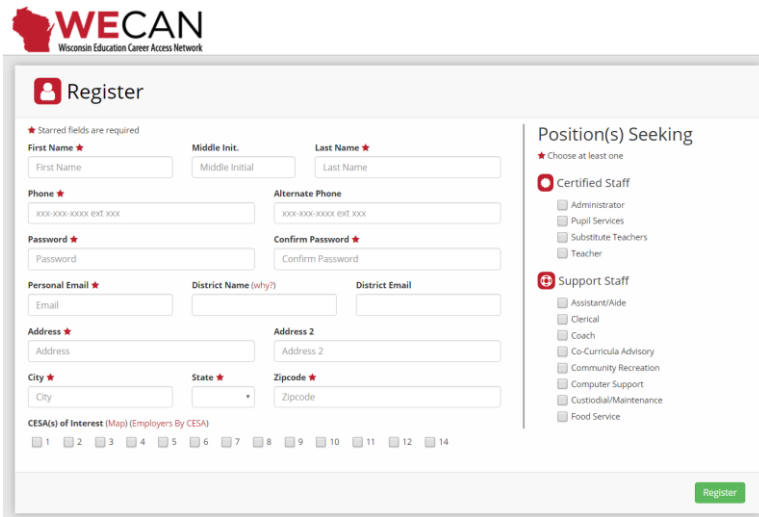 WECAN
Wisconsin Education Career Access Network
Register
★ Starred fields are required
First Name ★ Middle Init. Last Name ★
First Name Middle Initial Last Name
Phone ★ Alternate Phone
xxx-xxx-xxxx ext xxx xxx-xxx-xxxx ext xxx
Password ★ Confirm Password ★
Password Confirm Password
Personal Email ★ District Name (why?) District Email
Email
Address ★ Address 2
Address Address 2
City ★ State ★ Zipcode ★
City Zipcode
CESA(s) of Interest (Map) (Employers By CESA)
1 2 3 4 5 6 7 8 9 10 11 12 14
Position(s) Seeking
★ Choose at least one
Certified Staff
Administrator
Pupil Services
Substitute Teachers
Teacher
Support Staff
Assistant/Aide
Clerical
Coach
Co-Curricula Advisory
Community Recreation
Computer Support
Custiodial/Maintenance
Food Service
Register